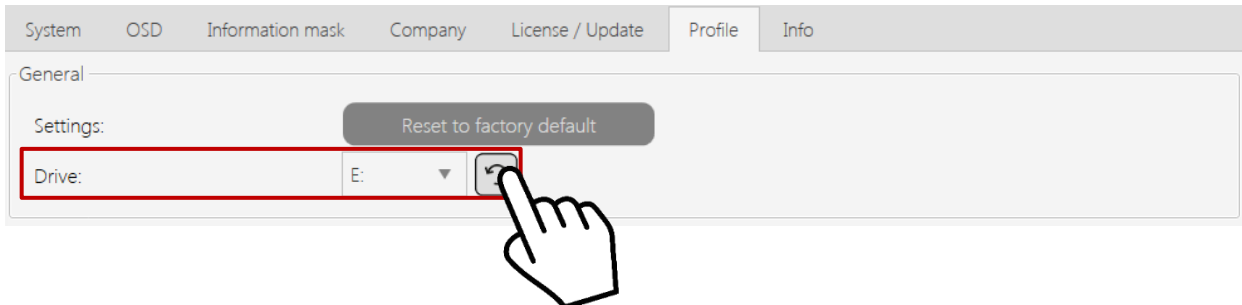 System OSD Information mask Company License / Update Profile Info
General
Settings: Reset to factory default
Drive: E: